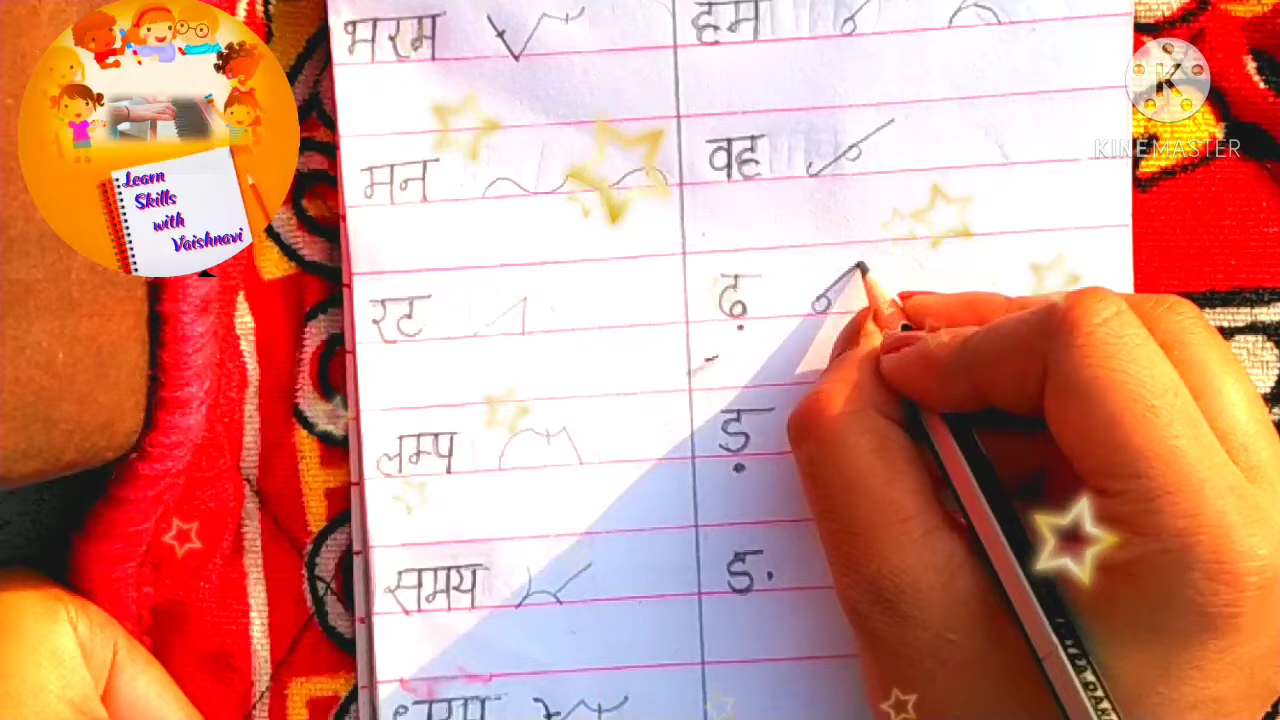 Learn
Skills
with
Vaishnavi
KINEMASTER
भरम
मन
रट
लम्प
समय
हम
वह
ढ़
ड़
ङ